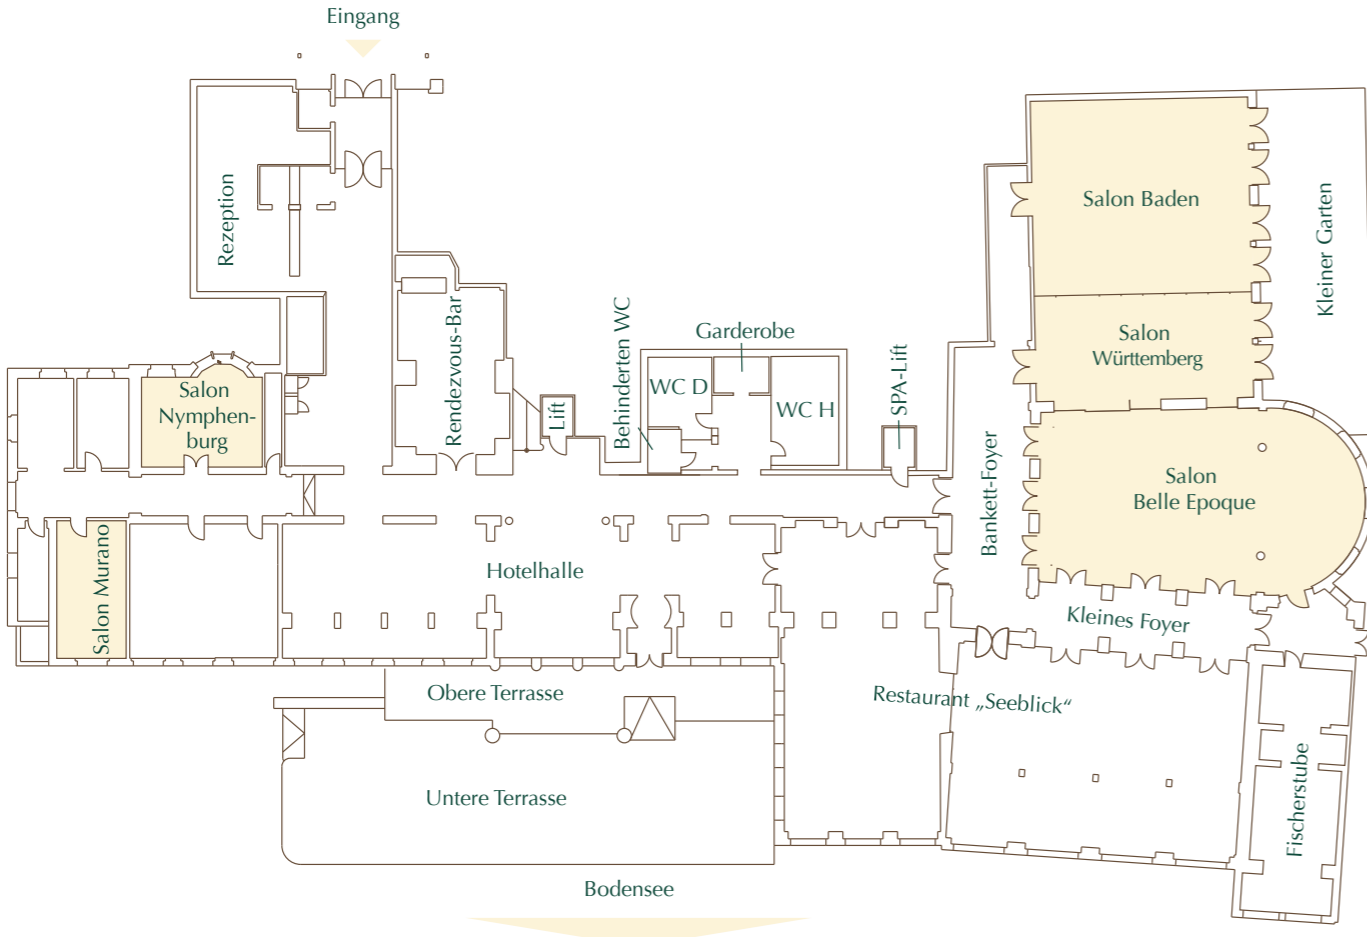 Eingang
Rezeption
Salon Baden
Kleiner Garten
Salon
Württemberg
Rendezvous-Bar
Behinderten WC
Garderobe
SPA-Lift
Salon
Nymphen-
burg
Lift
WC D
WC H
Bankett-Foyer
Salon
Belle Epoque
Salon Murano
Hotelhalle
Kleines Foyer
Obere Terrasse
Restaurant „Seeblick“
Untere Terrasse
Fischerstube
Bodensee